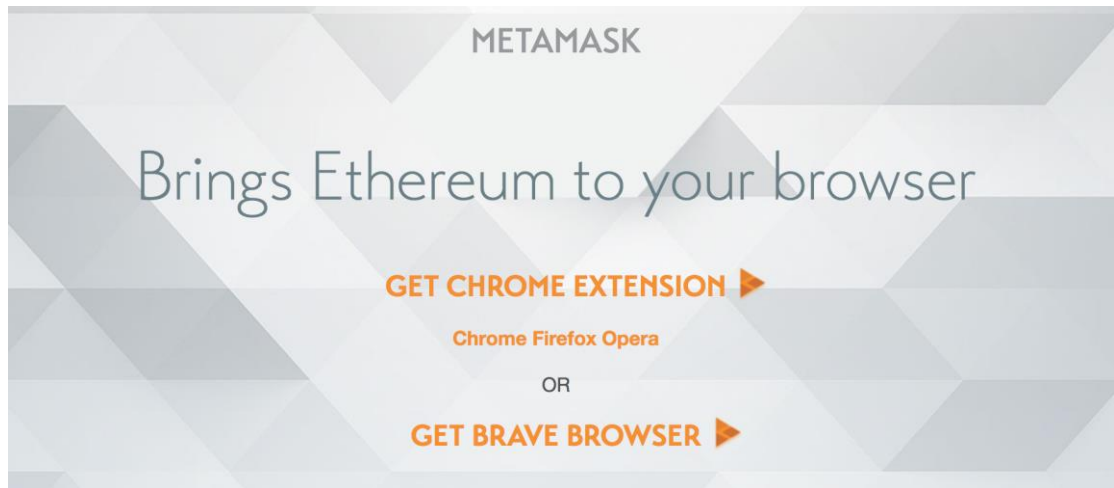 METAMASK
Brings Ethereum to your browser
GET CHROME EXTENSION
Chrome Firefox Opera
OR
GET BRAVE BROWSER